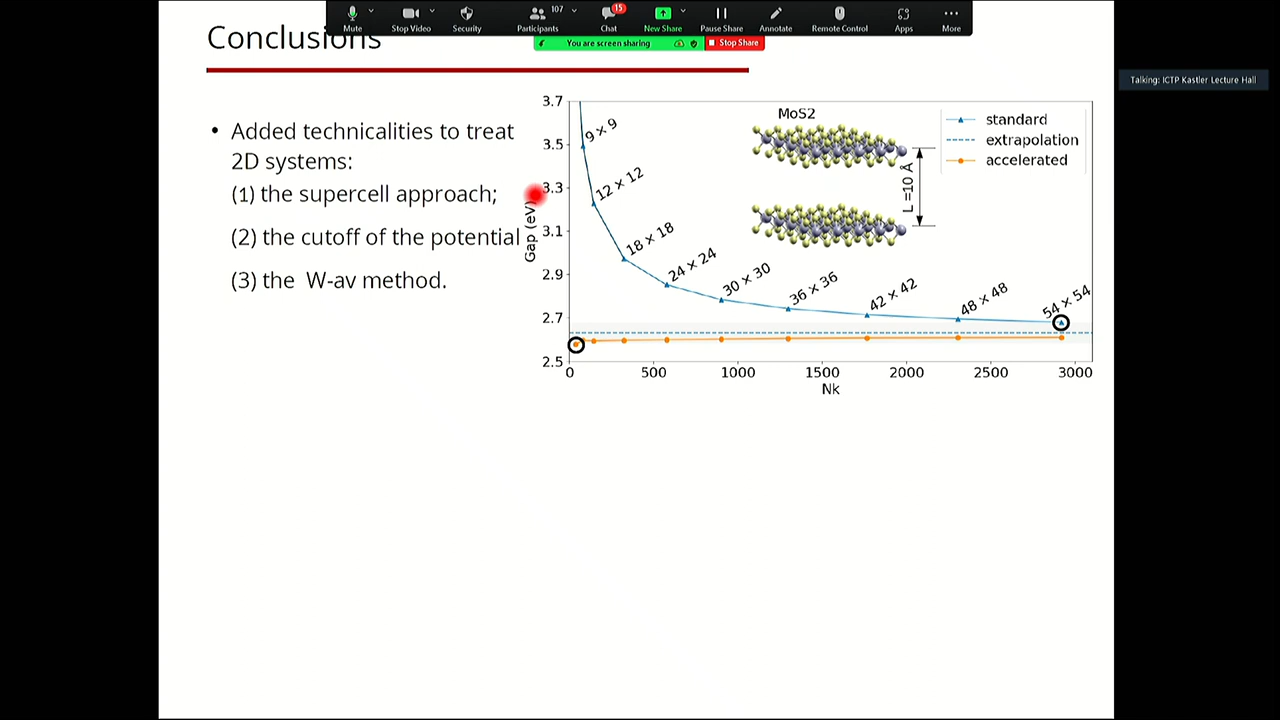 Mute
Stop Video
Security
107
Participants
15
Chat
New Share
Pause Share
Annotate
Remote Control
Apps
More
You are screen sharing
Stop Share
Talking: ICTP Kastler Lecture Hall
Conclusions
• Added technicalities to treat
2D systems:
(1) the supercell approach;
(2) the cutoff of the potential
(3) the W-av method.
3.7
3.5
3.3
3.1
2.9
2.7
2.5
Gap (eV)
0
500
1000
1500
2000
2500
3000
Nk
9 × 9
12 × 12
18 × 18
24 × 24
30 × 30
36 × 36
42 × 42
48 × 48
54 × 54
MoS2
L =10 Å
standard
extrapolation
accelerated